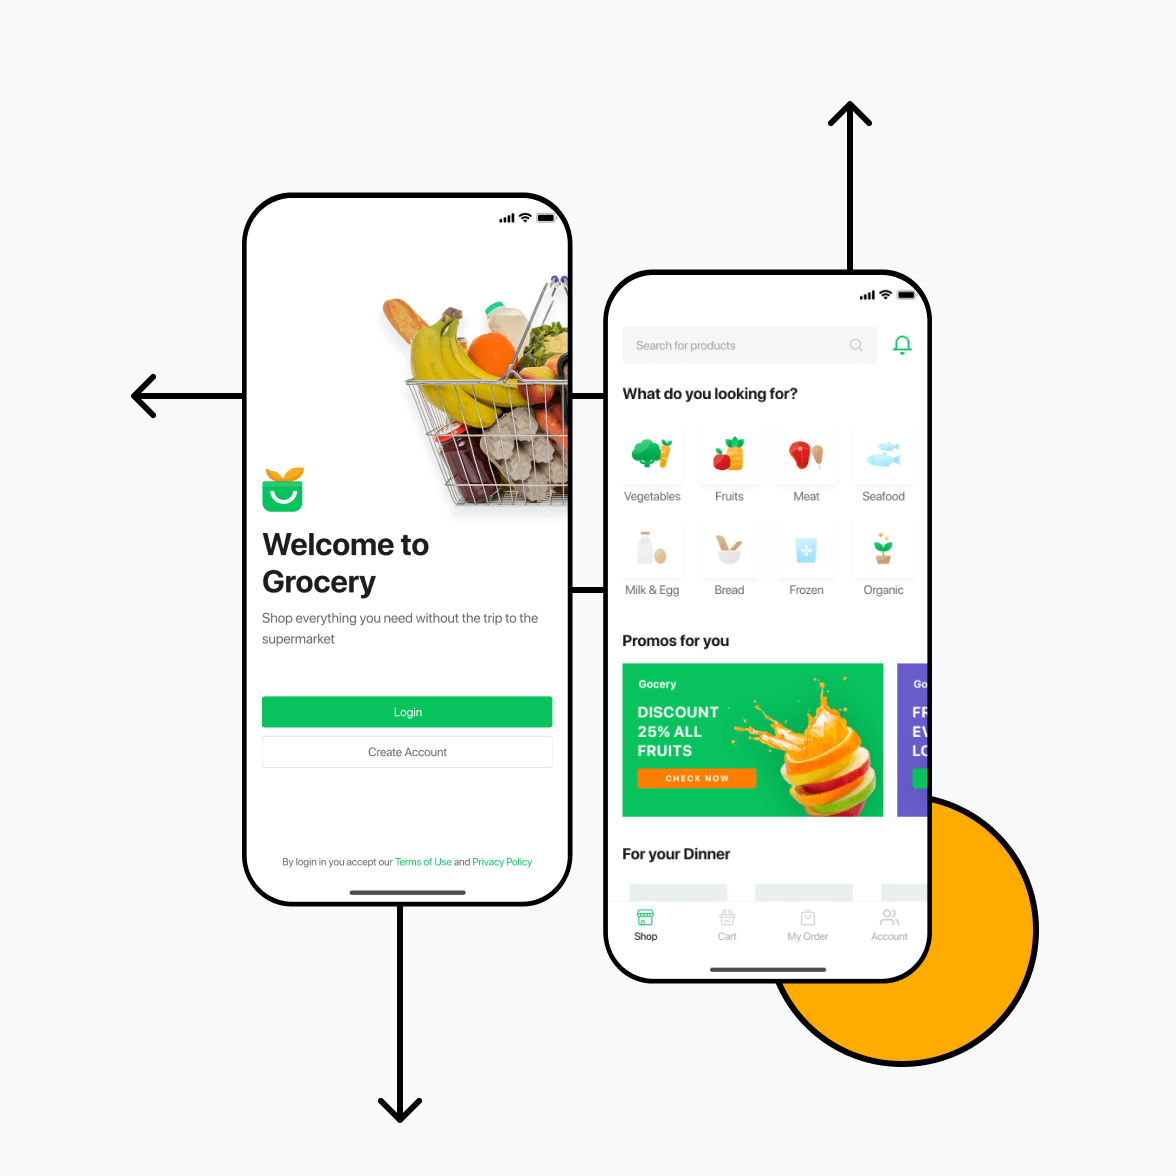 Welcome to
Grocery
Shop everything you need without the trip to the
supermarket
Login
Create Account
By login in you accept our Terms of Use and Privacy Policy
Search for products
What do you looking for?
Vegetables
Fruits
Meat
Seafood
Milk & Egg
Bread
Frozen
Organic
Promos for you
Gocery
DISCOUNT
25% ALL
FRUITS
CHECK NOW
Go
FR
EV
LO
For your Dinner
Shop
Cart
My Order
Account